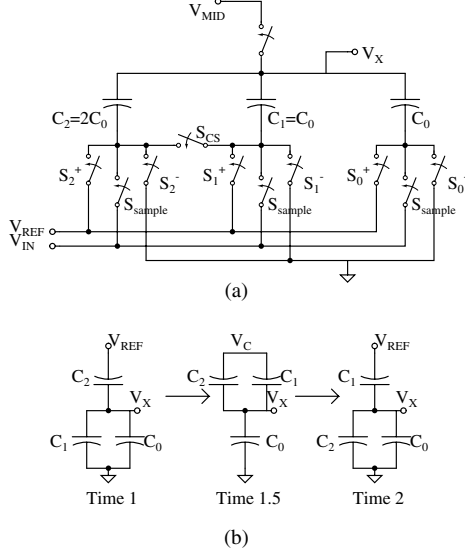 V_MID
V_X
C_2=2C_0
C_1=C_0
C_0
S_CS
S_2^+ S_2^- S_1^+ S_1^- S_0^+ S_0^-
S_sample S_sample S_sample
V_REF
V_IN
(a)
V_REF V_C V_REF
C_2 C_2 C_1 C_1
V_X V_X V_X
C_1 C_0 C_0 C_2 C_0
Time 1 Time 1.5 Time 2
(b)